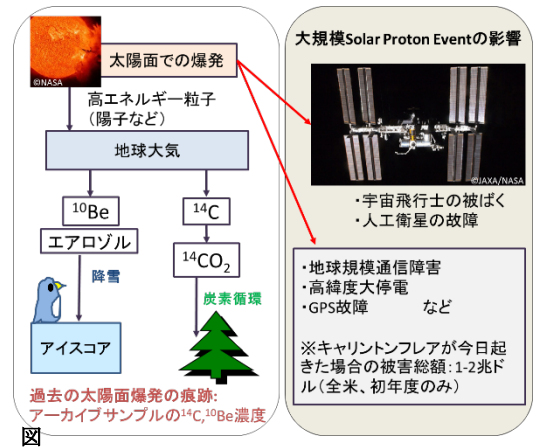 ©NASA
太陽面での爆発
高エネルギー粒子
(陽子など)
地球大気
¹⁰Be
¹⁴C
エアロゾル
¹⁴CO₂
降雪
炭素循環
アイスコア
過去の太陽面爆発の痕跡:
アーカイブサンプルの¹⁴C,¹⁰Be濃度
大規模Solar Proton Eventの影響
©JAXA/NASA
・宇宙飛行士の被ばく
・人工衛星の故障
・地球規模通信障害
・高緯度大停電
・GPS故障 など
※キャリントンフレアが今日起
きた場合の被害総額:1-2兆ド
ル(全米、初年度のみ)
図